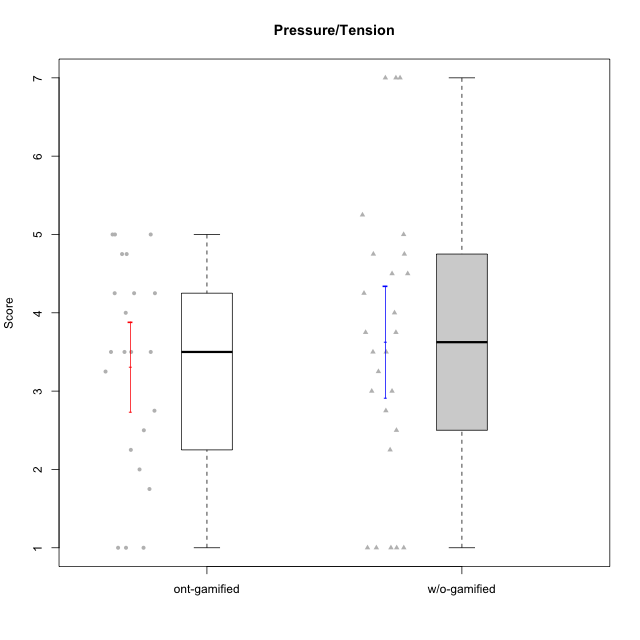 Pressure/Tension
Score
7
6
5
4
3
2
1
ont-gamified
w/o-gamified